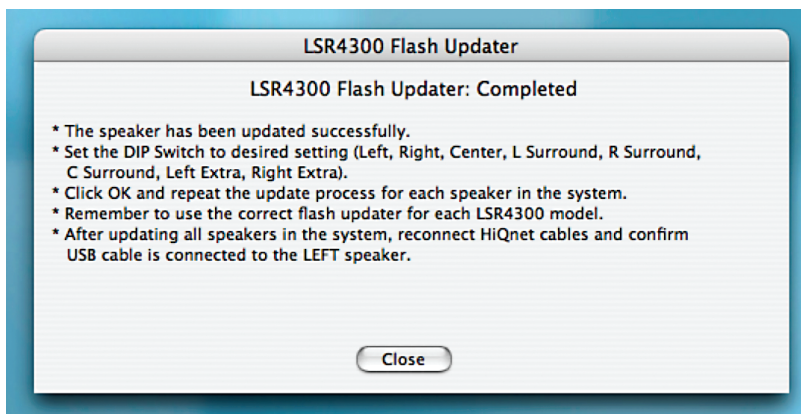 LSR4300 Flash Updater
LSR4300 Flash Updater: Completed
* The speaker has been updated successfully.
* Set the DIP Switch to desired setting (Left, Right, Center, L Surround, R Surround,
C Surround, Left Extra, Right Extra).
* Click OK and repeat the update process for each speaker in the system.
* Remember to use the correct flash updater for each LSR4300 model.
* After updating all speakers in the system, reconnect HiQnet cables and confirm
USB cable is connected to the LEFT speaker.
Close